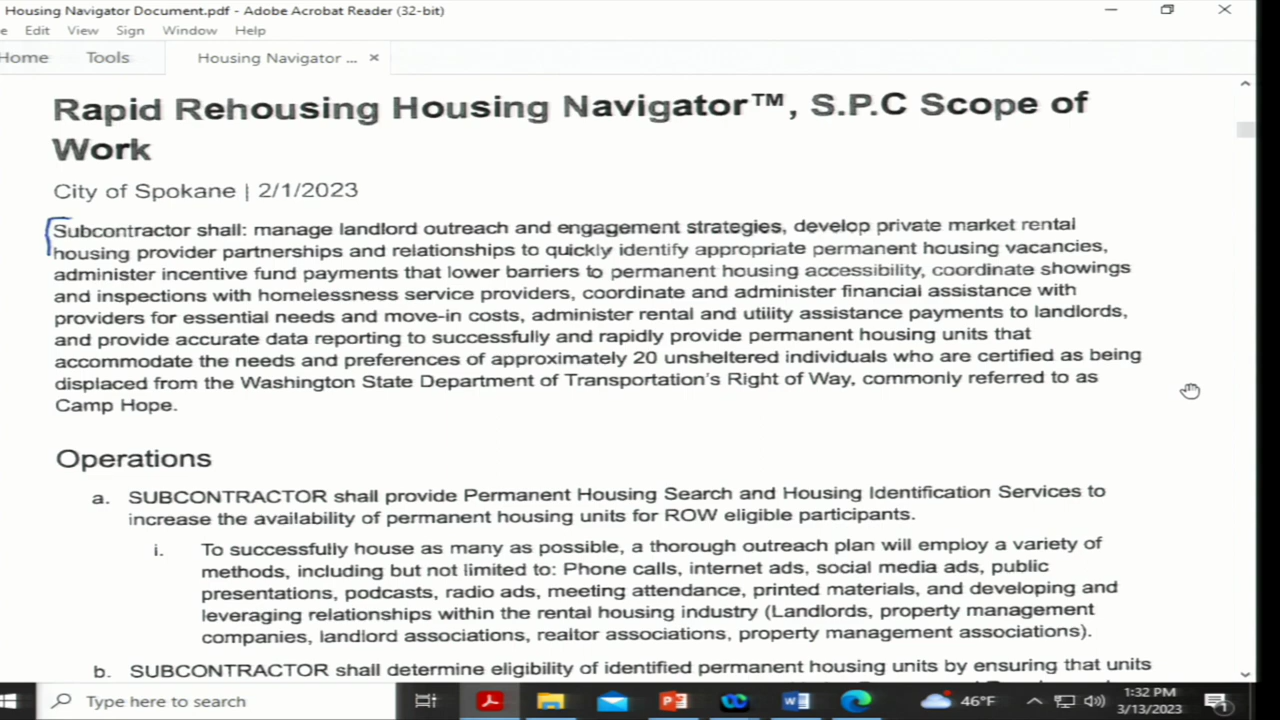 Housing Navigator Document.pdf - Adobe Acrobat Reader (32-bit)
Edit View Sign Window Help
Home Tools Housing Navigator ... ×
Rapid Rehousing Housing Navigator™, S.P.C Scope of
Work
City of Spokane | 2/1/2023
Subcontractor shall: manage landlord outreach and engagement strategies, develop private market rental
housing provider partnerships and relationships to quickly identify appropriate permanent housing vacancies,
administer incentive fund payments that lower barriers to permanent housing accessibility, coordinate showings
and inspections with homelessness service providers, coordinate and administer financial assistance with
providers for essential needs and move-in costs, administer rental and utility assistance payments to landlords,
and provide accurate data reporting to successfully and rapidly provide permanent housing units that
accommodate the needs and preferences of approximately 20 unsheltered individuals who are certified as being
displaced from the Washington State Department of Transportation's Right of Way, commonly referred to as
Camp Hope.
Operations
a. SUBCONTRACTOR shall provide Permanent Housing Search and Housing Identification Services to
increase the availability of permanent housing units for ROW eligible participants.
i. To successfully house as many as possible, a thorough outreach plan will employ a variety of
methods, including but not limited to: Phone calls, internet ads, social media ads, public
presentations, podcasts, radio ads, meeting attendance, printed materials, and developing and
leveraging relationships within the rental housing industry (Landlords, property management
companies, landlord associations, realtor associations, property management associations).
b. SUBCONTRACTOR shall determine eligibility of identified permanent housing units by ensuring that units
Type here to search
46°F
1:32 PM
3/13/2023
1